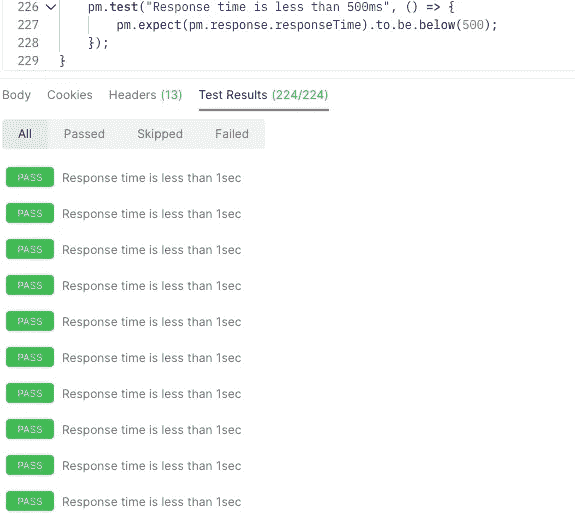 226 pm.test("Response time is less than 500ms", () => {
227 pm.expect(pm.response.responseTime).to.be.below(500);
228 });
229 }
Body Cookies Headers (13) Test Results (224/224)
All Passed Skipped Failed
PASS Response time is less than 1sec
PASS Response time is less than 1sec
PASS Response time is less than 1sec
PASS Response time is less than 1sec
PASS Response time is less than 1sec
PASS Response time is less than 1sec
PASS Response time is less than 1sec
PASS Response time is less than 1sec
PASS Response time is less than 1sec
PASS Response time is less than 1sec